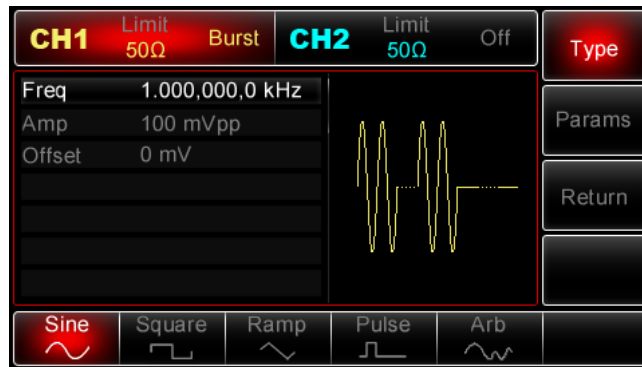 CH1 Limit 50Ω Burst CH2 Limit 50Ω Off
Type
Freq 1.000,000,0 kHz
Amp 100 mVpp
Offset 0 mV
Params
Return
Sine Square Ramp Pulse Arb